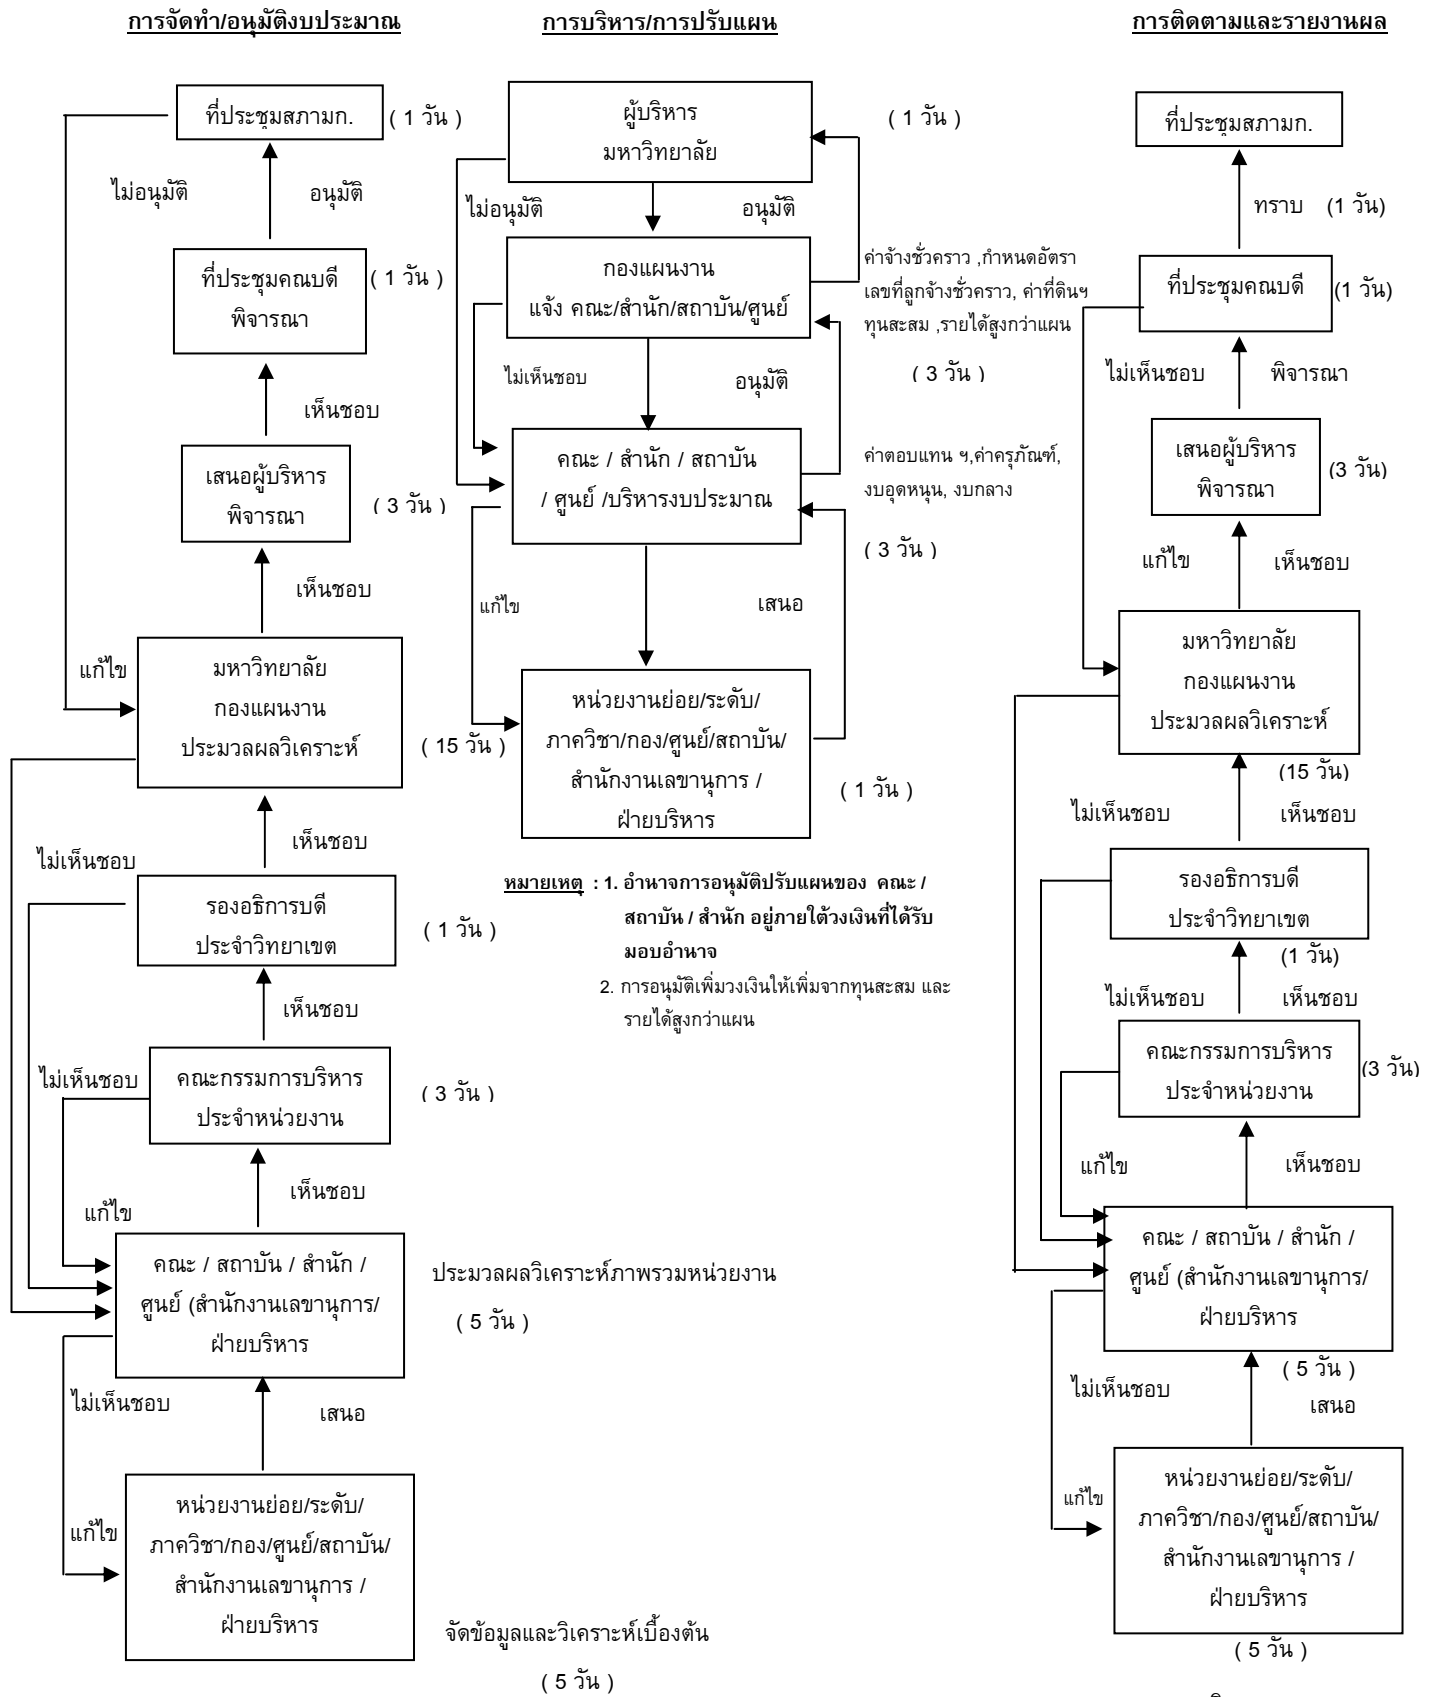 การจัดทำ/อนุมัติงบประมาณ
ที่ประชุมสภามก.
( 1 วัน )
ไม่อนุมัติ
อนุมัติ
ที่ประชุมคณบดี
พิจารณา
( 1 วัน )
เห็นชอบ
เสนอผู้บริหาร
พิจารณา
( 3 วัน )
เห็นชอบ
แก้ไข
มหาวิทยาลัย
กองแผนงาน
ประมวลผลวิเคราะห์
( 15 วัน )
เห็นชอบ
ไม่เห็นชอบ
รองอธิการบดี
ประจำวิทยาเขต
( 1 วัน )
เห็นชอบ
ไม่เห็นชอบ
คณะกรรมการบริหาร
ประจำหน่วยงาน
( 3 วัน )
เห็นชอบ
แก้ไข
คณะ / สถาบัน / สำนัก /
ศูนย์ (สำนักงานเลขานุการ/
ฝ่ายบริหาร
ประมวลผลวิเคราะห์ภาพรวมหน่วยงาน
( 5 วัน )
ไม่เห็นชอบ
เสนอ
แก้ไข
หน่วยงานย่อย/ระดับ/
ภาควิชา/กอง/ศูนย์/สถาบัน/
สำนักงานเลขานุการ /
ฝ่ายบริหาร
จัดข้อมูลและวิเคราะห์เบื้องต้น
( 5 วัน )
การบริหาร/การปรับแผน
ผู้บริหาร
มหาวิทยาลัย
( 1 วัน )
ไม่อนุมัติ
อนุมัติ
กองแผนงาน
แจ้ง คณะ/สำนัก/สถาบัน/ศูนย์
ค่าจ้างชั่วคราว ,กำหนดอัตรา
เลขที่ลูกจ้างชั่วคราว, ค่าที่ดินฯ
ทุนสะสม ,รายได้สูงกว่าแผน
( 3 วัน )
ไม่เห็นชอบ
อนุมัติ
คณะ / สำนัก / สถาบัน
/ ศูนย์ /บริหารงบประมาณ
ค่าตอบแทน ฯ,ค่าครุภัณฑ์,
งบอุดหนุน, งบกลาง
( 3 วัน )
แก้ไข
เสนอ
หน่วยงานย่อย/ระดับ/
ภาควิชา/กอง/ศูนย์/สถาบัน/
สำนักงานเลขานุการ /
ฝ่ายบริหาร
( 1 วัน )
หมายเหตุ : 1. อำนาจการอนุมัติปรับแผนของ คณะ /
สถาบัน / สำนัก อยู่ภายใต้วงเงินที่ได้รับ
มอบอำนาจ
2. การอนุมัติเพิ่มวงเงินให้เพิ่มจากทุนสะสม และ
รายได้สูงกว่าแผน
การติดตามและรายงานผล
ที่ประชุมสภามก.
ทราบ (1 วัน)
ที่ประชุมคณบดี
(1 วัน)
ไม่เห็นชอบ
พิจารณา
เสนอผู้บริหาร
พิจารณา
(3 วัน)
แก้ไข
เห็นชอบ
มหาวิทยาลัย
กองแผนงาน
ประมวลผลวิเคราะห์
(15 วัน)
ไม่เห็นชอบ
เห็นชอบ
รองอธิการบดี
ประจำวิทยาเขต
(1 วัน)
ไม่เห็นชอบ
เห็นชอบ
คณะกรรมการบริหาร
ประจำหน่วยงาน
(3 วัน)
แก้ไข
เห็นชอบ
คณะ / สถาบัน / สำนัก /
ศูนย์ (สำนักงานเลขานุการ/
ฝ่ายบริหาร
( 5 วัน )
ไม่เห็นชอบ
เสนอ
แก้ไข
หน่วยงานย่อย/ระดับ/
ภาควิชา/กอง/ศูนย์/สถาบัน/
สำนักงานเลขานุการ /
ฝ่ายบริหาร
( 5 วัน )